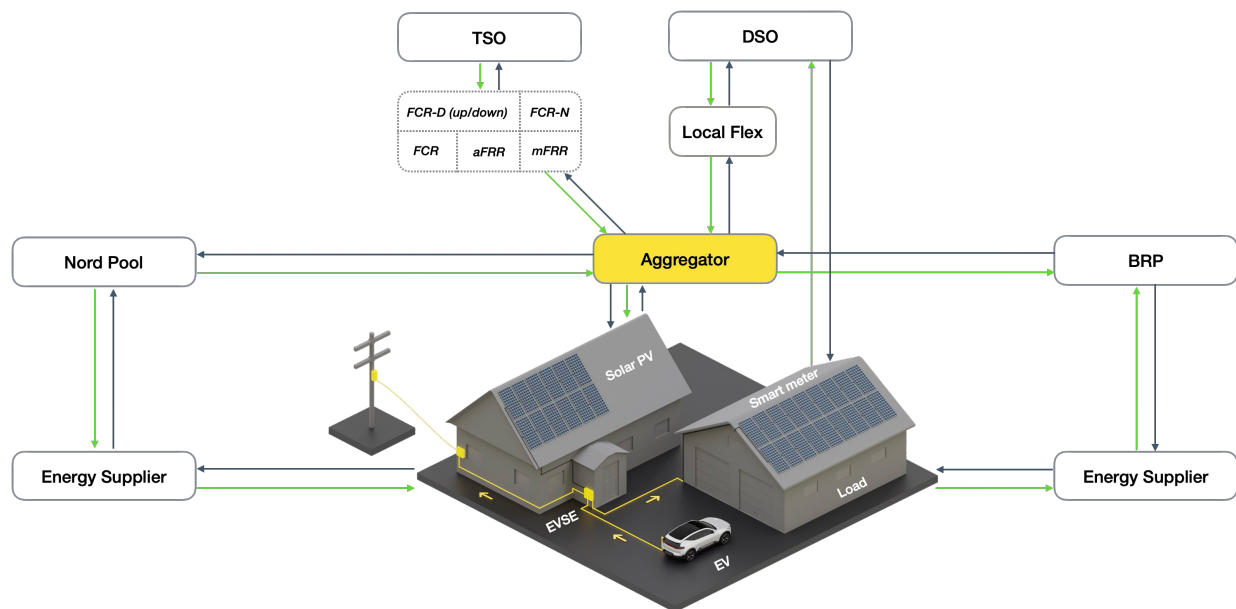 TSO
DSO
FCR-D (up/down)
FCR-N
FCR
aFRR
mFRR
Local Flex
Nord Pool
Aggregator
BRP
Solar PV
Smart meter
Energy Supplier
Energy Supplier
Load
EVSE
EV